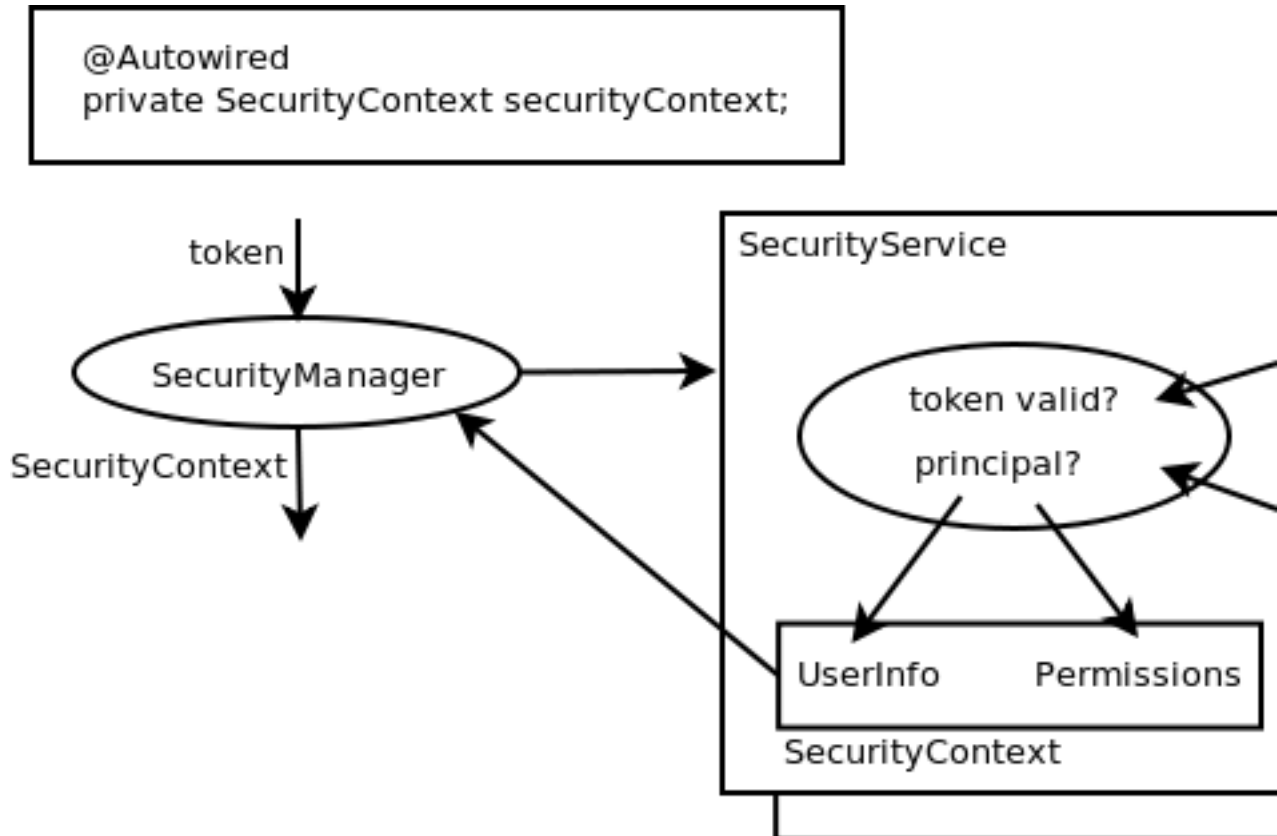 @Autowired
private SecurityContext securityContext;
token
SecurityManager
SecurityContext
SecurityService
token valid?
principal?
UserInfo Permissions
SecurityContext